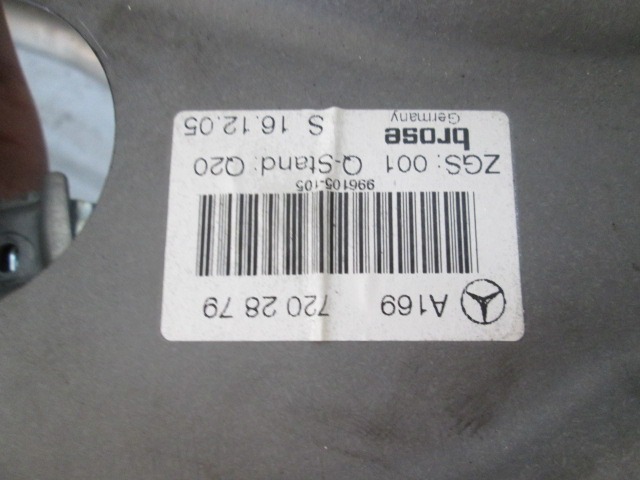 A169 720 28 79
996105-105
ZGS: 001 Q-Stand: Q20
brose
Germany
S 16.12.05